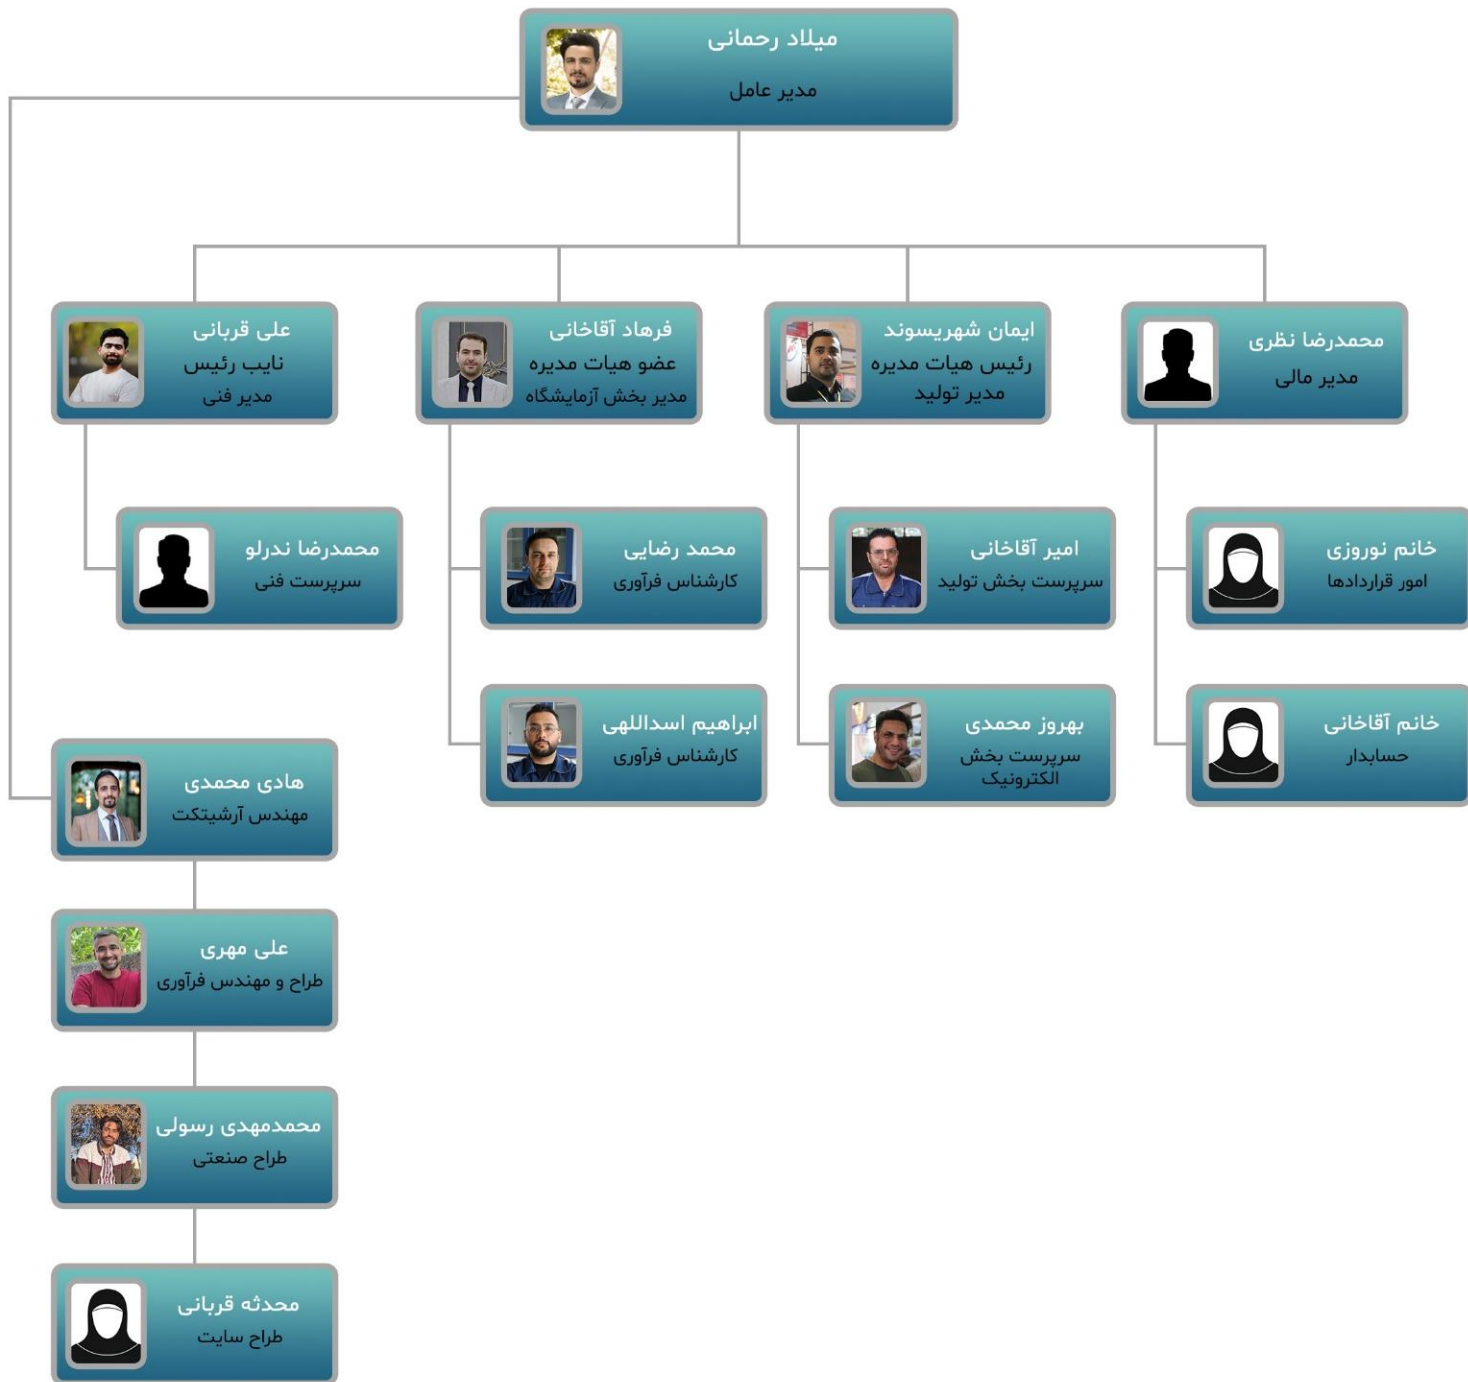 میلاد رحمانی
مدیر عامل
محمدرضا نظری
مدیر مالی
ایمان شهریسوند
رئیس هیات مدیره
مدیر تولید
فرهاد آقاخانی
عضو هیات مدیره
مدیر بخش آزمایشگاه
علی قربانی
نایب رئیس
مدیر فنی
خانم نوروزی
امور قراردادها
امیر آقاخانی
سرپرست بخش تولید
محمد رضایی
کارشناس فرآوری
محمدرضا ندرلو
سرپرست فنی
خانم آقاخانی
حسابدار
بهروز محمدی
سرپرست بخش
الکترونیک
ابراهیم اسداللهی
کارشناس فرآوری
هادی محمدی
مهندس آرشیتکت
علی مهری
طراح و مهندس فرآوری
محمدمهدی رسولی
طراح صنعتی
محدثه قربانی
طراح سایت